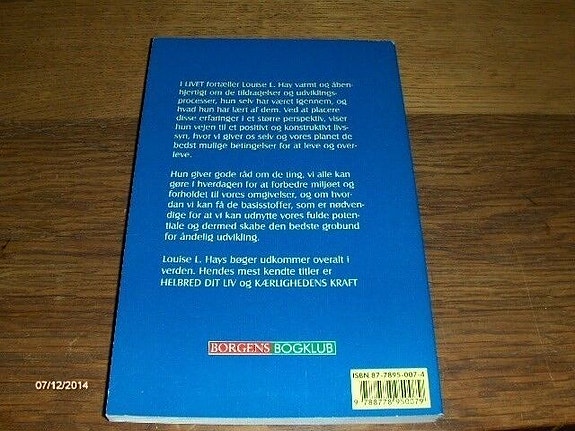 I LIVET fortæller Louise L. Hay varmt og åben-
hjertigt om de tildragelser og udviklings-
processer, hun selv har været igennem, og
hvad hun har lært af dem. Ved at placere
disse erfaringer i et større perspektiv, viser
hun vejen til et positivt og konstruktivt livs-
syn, hvor vi giver os selv og vores planet de
bedst mulige betingelser for at leve og over-
leve.
Hun giver gode råd om de ting, vi alle kan
gøre i hverdagen for at forbedre miljøet og
forholdet til vores omgivelser, og om hvor-
dan vi kan få de basisstoffer, som er nødven-
dige for at vi kan udnytte vores fulde poten-
tiale og dermed skabe den bedste grobund
for åndelig udvikling.
Louise L. Hays bøger udkommer overalt i
verden. Hendes mest kendte titler er
HELBRED DIT LIV og KÆRLIGHEDENS KRAFT
BORGENS BOGKLUB
ISBN 87-7895-007-4
9 788778 950079
07/12/2014